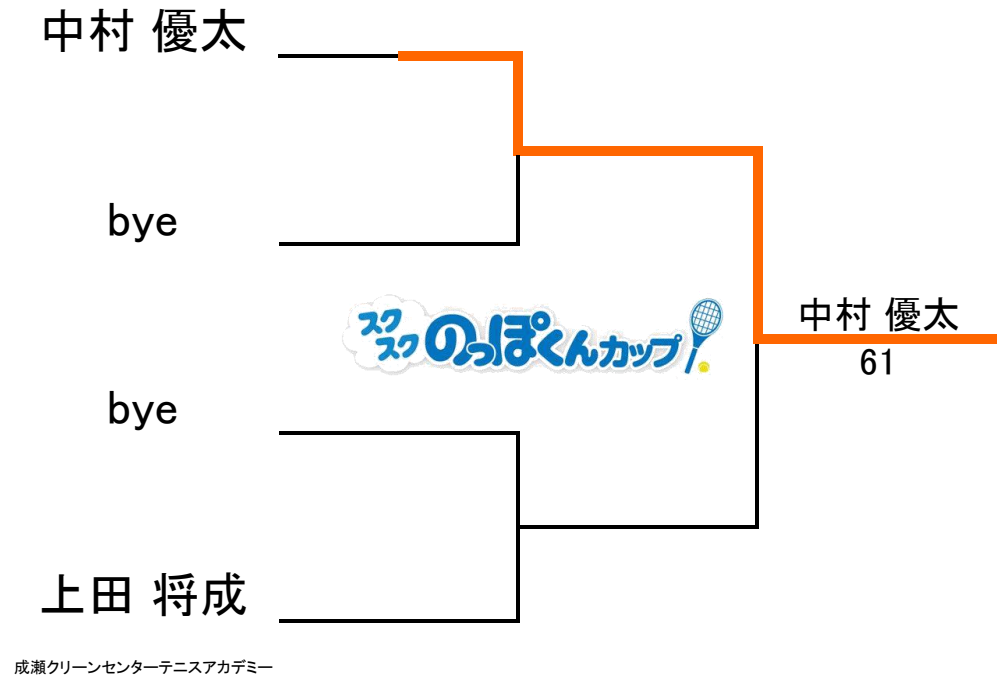 中村 優太
bye
スク
スク のっぽくんカップ
中村 優太
61
bye
上田 将成
成瀬クリーンセンターテニスアカデミー